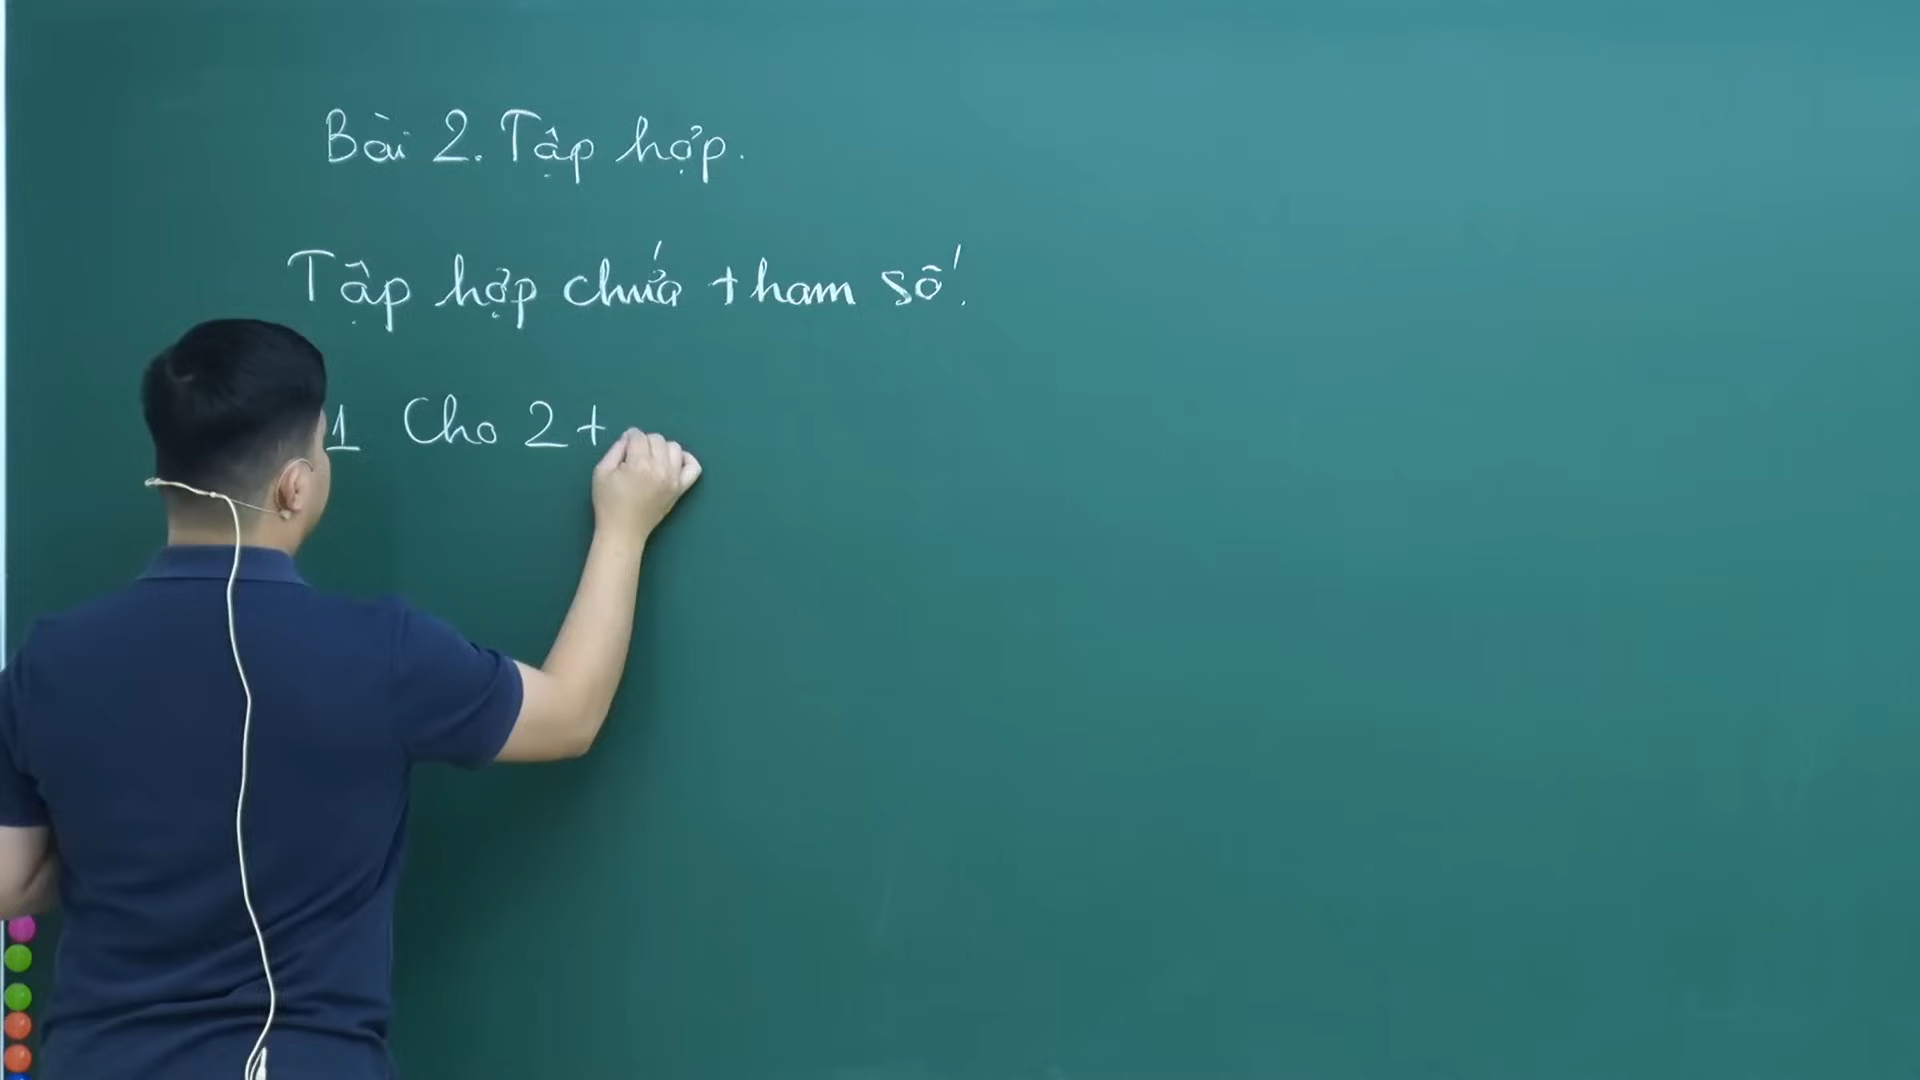 Bài 2. Tập hợp.
Tập hợp chứa tham số.
1 Cho 2 t